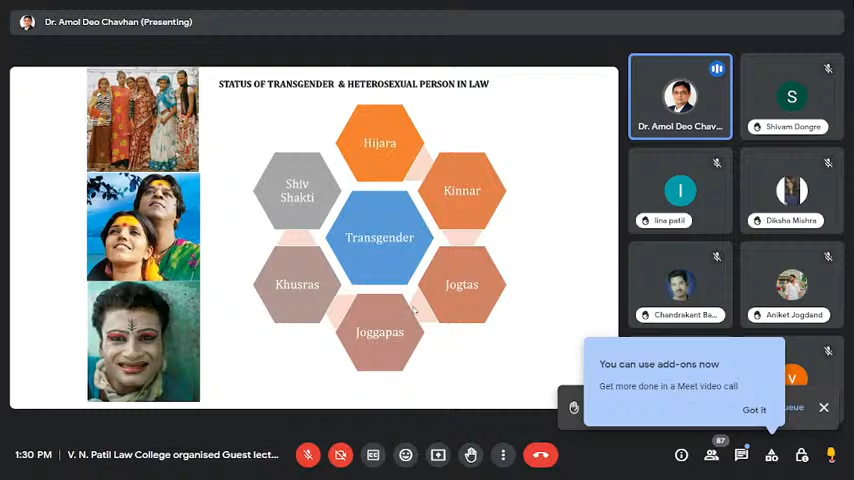 Dr. Amol Deo Chavhan (Presenting)
STATUS OF TRANSGENDER & HETEROSEXUAL PERSON IN LAW
Hijara
Shiv
Shakti
Kinnar
Transgender
Khusras
Jogtas
Joggapas
Dr. Amol Deo Chav...
S
Shivam Dongre
I
lina patil
Diksha Mishra
Chandrakant Ba...
Aniket Jogdand
V
You can use add-ons now
Get more done in a Meet video call
Got it
ueue
87
1:30 PM | V. N. Patil Law College organised Guest lect...
CC